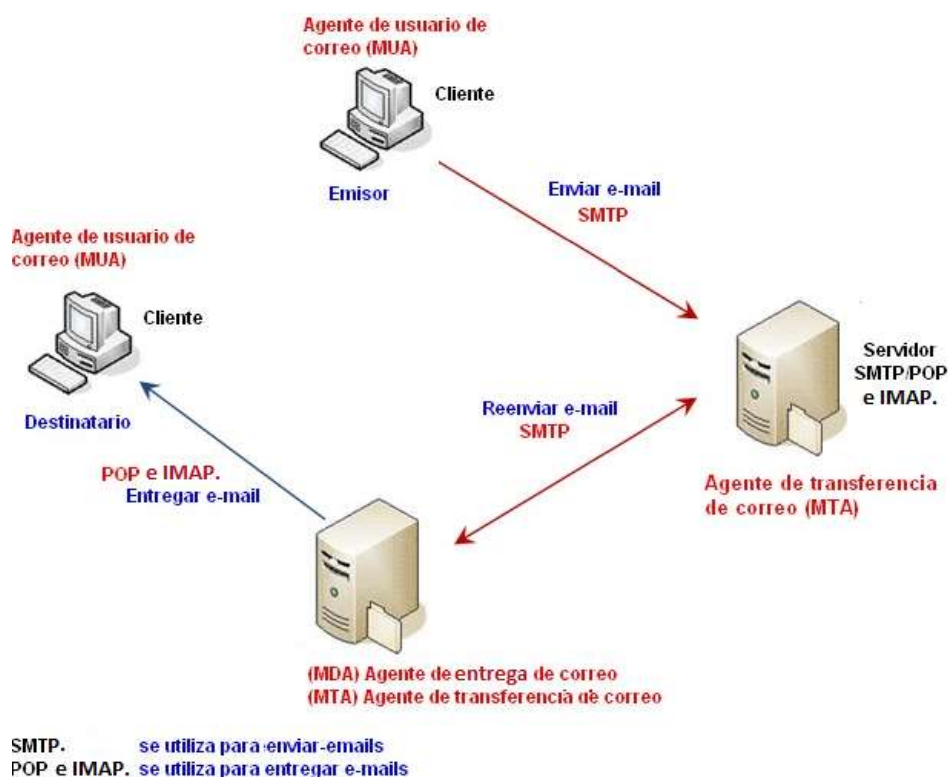 Agente de usuario de
correo (MUA)
Cliente
Emisor
Enviar e-mail
SMTP
Agente de usuario de
correo (MUA)
Cliente
Destinatario
Servidor
SMTP/POP
e IMAP.
Reenviar e-mail
SMTP
POP e IMAP.
Entregar e-mail
Agente de transferencia
de correo (MTA)
(MDA) Agente de entrega de correo
(MTA) Agente de transferencia de correo
SMTP. se utiliza para enviar-emails
POP e IMAP. se utiliza para entregar e-mails